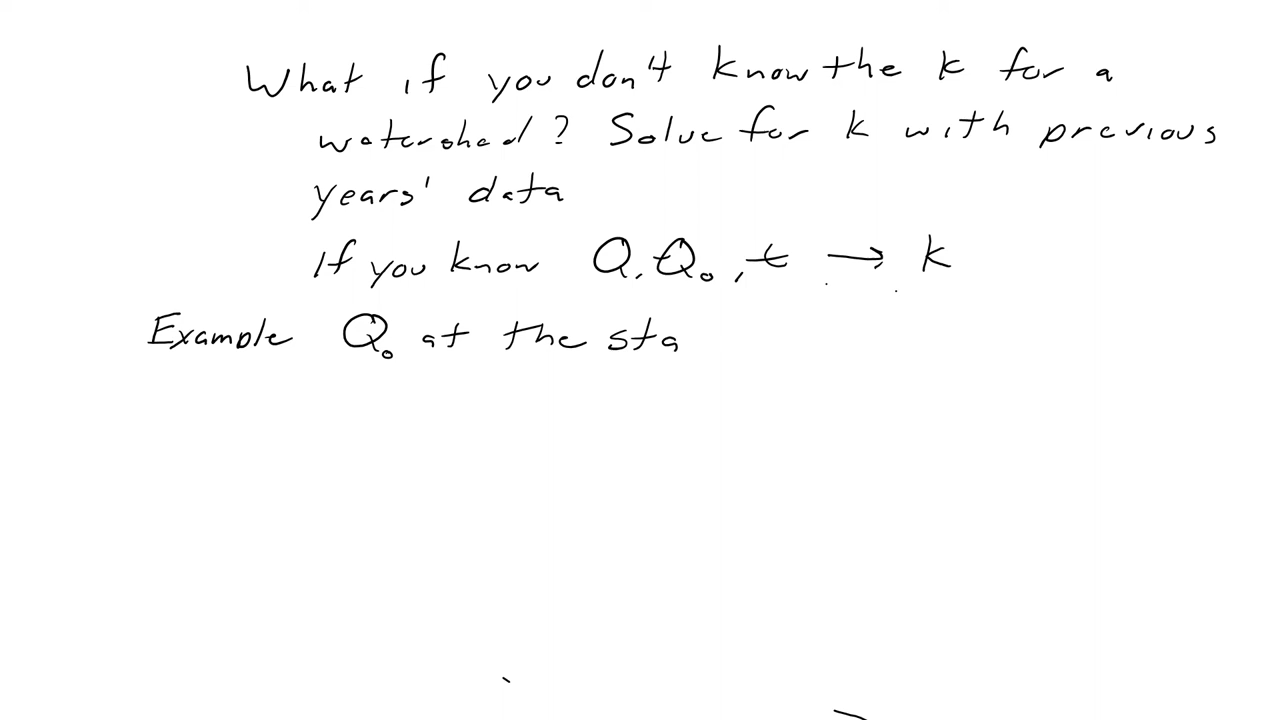 What if you don't know the k for a
watershed? Solve for k with previous
years' data
If you know Q, Q₀, t → k
Example Q₀ at the sta